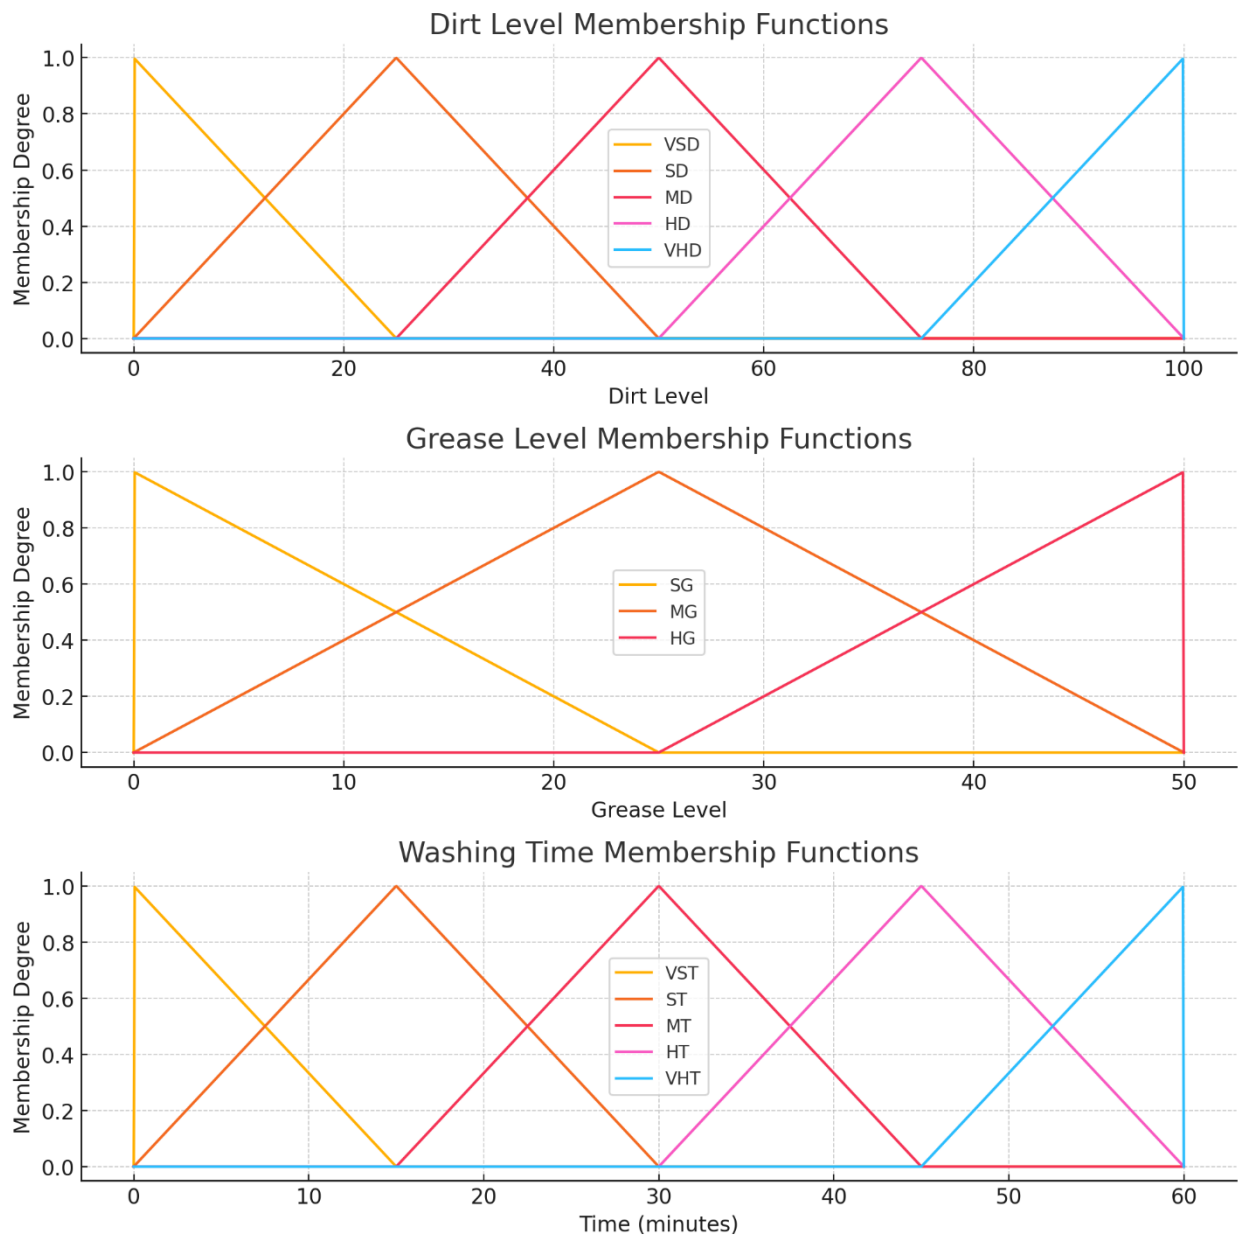 Dirt Level Membership Functions
Membership Degree
1.0
0.8
0.6
0.4
0.2
0.0
VSD
SD
MD
HD
VHD
0 20 40 60 80 100
Dirt Level
Grease Level Membership Functions
Membership Degree
1.0
0.8
0.6
0.4
0.2
0.0
SG
MG
HG
0 10 20 30 40 50
Grease Level
Washing Time Membership Functions
Membership Degree
1.0
0.8
0.6
0.4
0.2
0.0
VST
ST
MT
HT
VHT
0 10 20 30 40 50 60
Time (minutes)